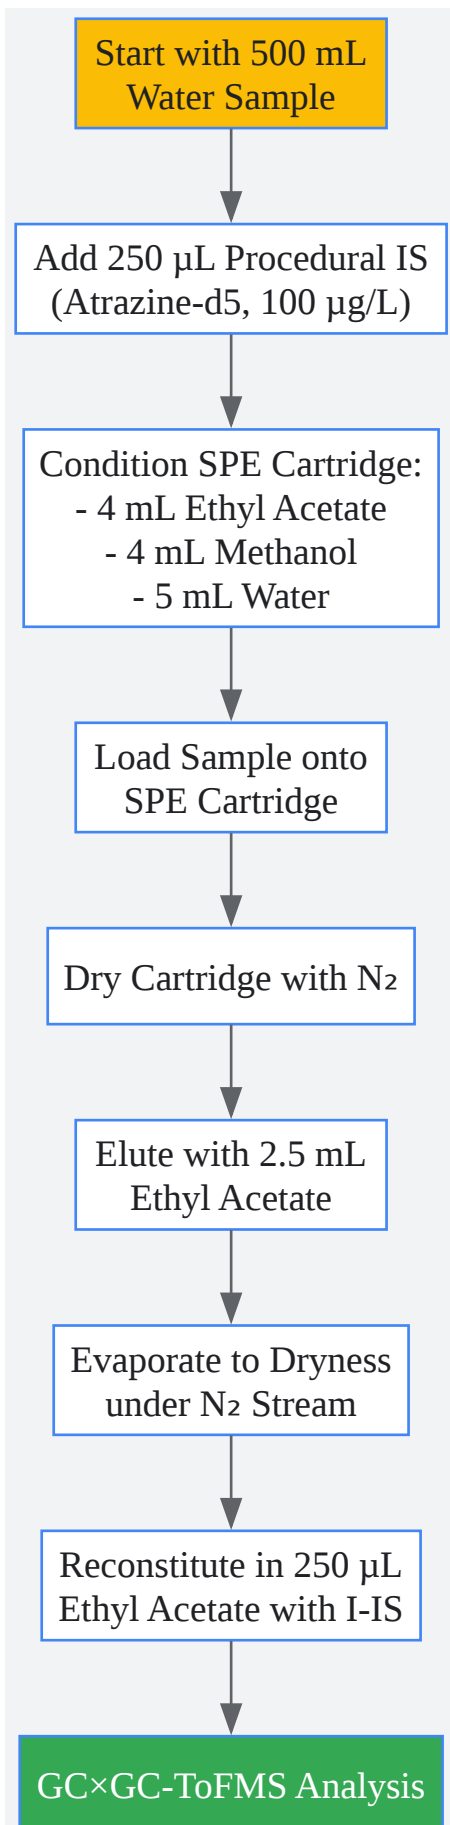 Start with 500 mL
Water Sample
Add 250 µL Procedural IS
(Atrazine-d5, 100 µg/L)
Condition SPE Cartridge:
- 4 mL Ethyl Acetate
- 4 mL Methanol
- 5 mL Water
Load Sample onto
SPE Cartridge
Dry Cartridge with N₂
Elute with 2.5 mL
Ethyl Acetate
Evaporate to Dryness
under N₂ Stream
Reconstitute in 250 µL
Ethyl Acetate with I-IS
GC×GC-ToFMS Analysis